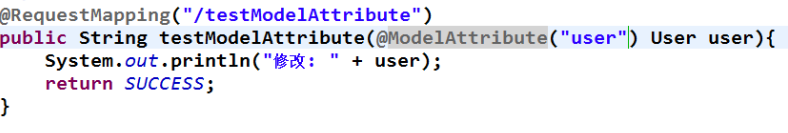 @RequestMapping("/testModelAttribute")
public String testModelAttribute(@ModelAttribute("user") User user){
    System.out.println("修改: " + user);
    return SUCCESS;
}